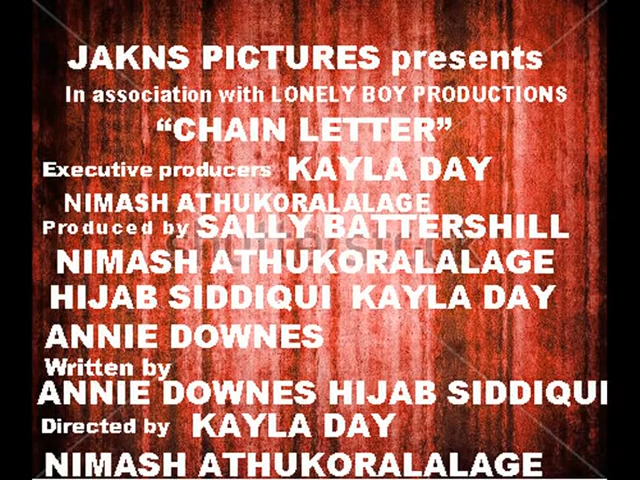 JAKNS PICTURES presents
In association with LONELY BOY PRODUCTIONS
“CHAIN LETTER”
Executive producers KAYLA DAY
NIMASH ATHUKORALALAGE
Produced by SALLY BATTERSHILL
NIMASH ATHUKORALALAGE
HIJAB SIDDIQUI KAYLA DAY
ANNIE DOWNES
Written by
ANNIE DOWNES HIJAB SIDDIQUI
Directed by KAYLA DAY
NIMASH ATHUKORALALAGE